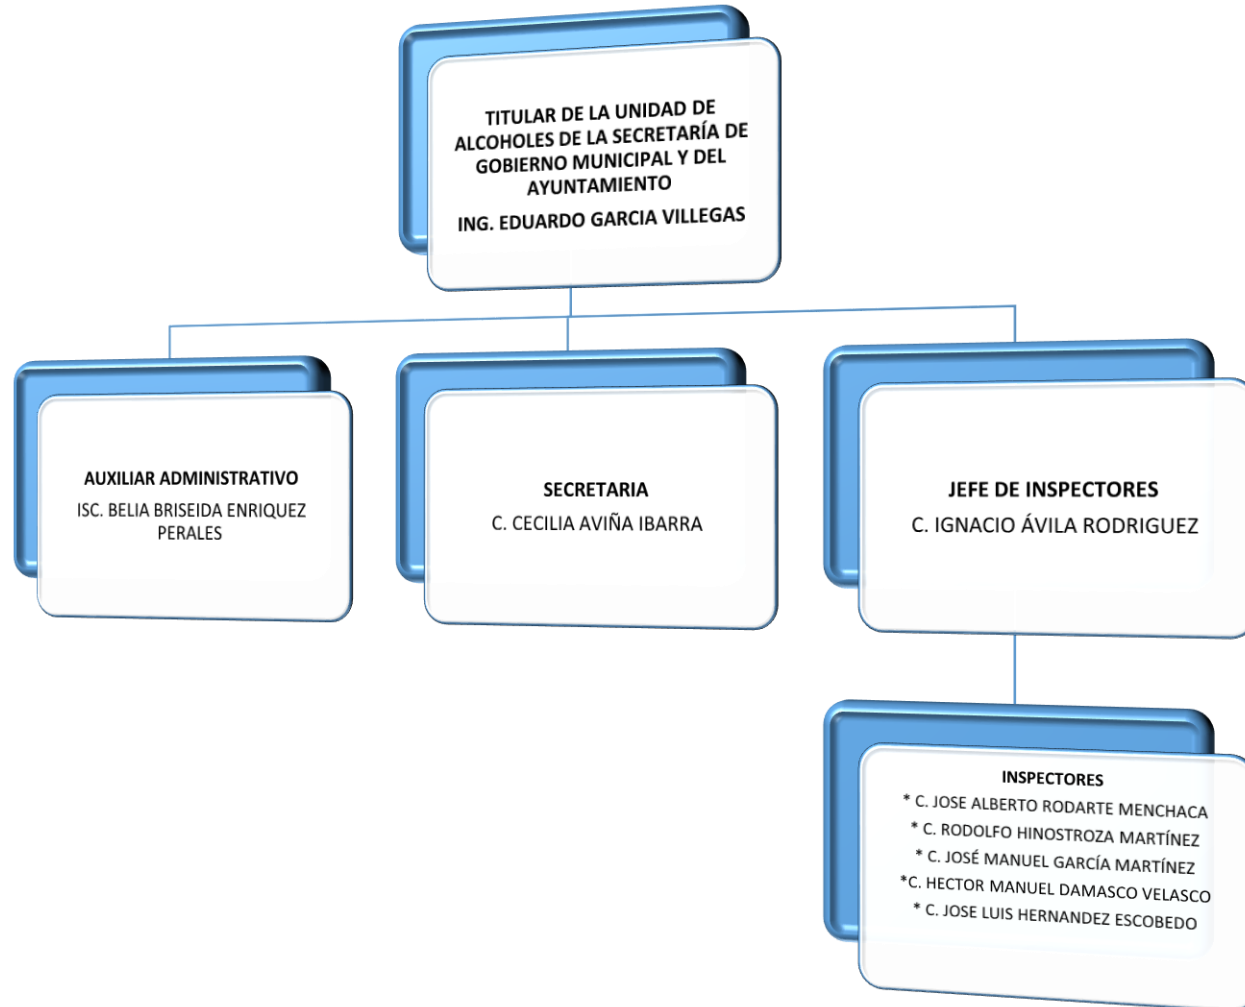 TITULAR DE LA UNIDAD DE
ALCOHOLES DE LA SECRETARÍA DE
GOBIERNO MUNICIPAL Y DEL
AYUNTAMIENTO
ING. EDUARDO GARCIA VILLEGAS
AUXILIAR ADMINISTRATIVO
ISC. BELIA BRISEIDA ENRIQUEZ
PERALES
SECRETARIA
C. CECILIA AVIÑA IBARRA
JEFE DE INSPECTORES
C. IGNACIO ÁVILA RODRIGUEZ
INSPECTORES
* C. JOSE ALBERTO RODARTE MENCHACA
* C. RODOLFO HINOSTROZA MARTÍNEZ
* C. JOSÉ MANUEL GARCÍA MARTÍNEZ
*C. HECTOR MANUEL DAMASCO VELASCO
* C. JOSE LUIS HERNANDEZ ESCOBEDO